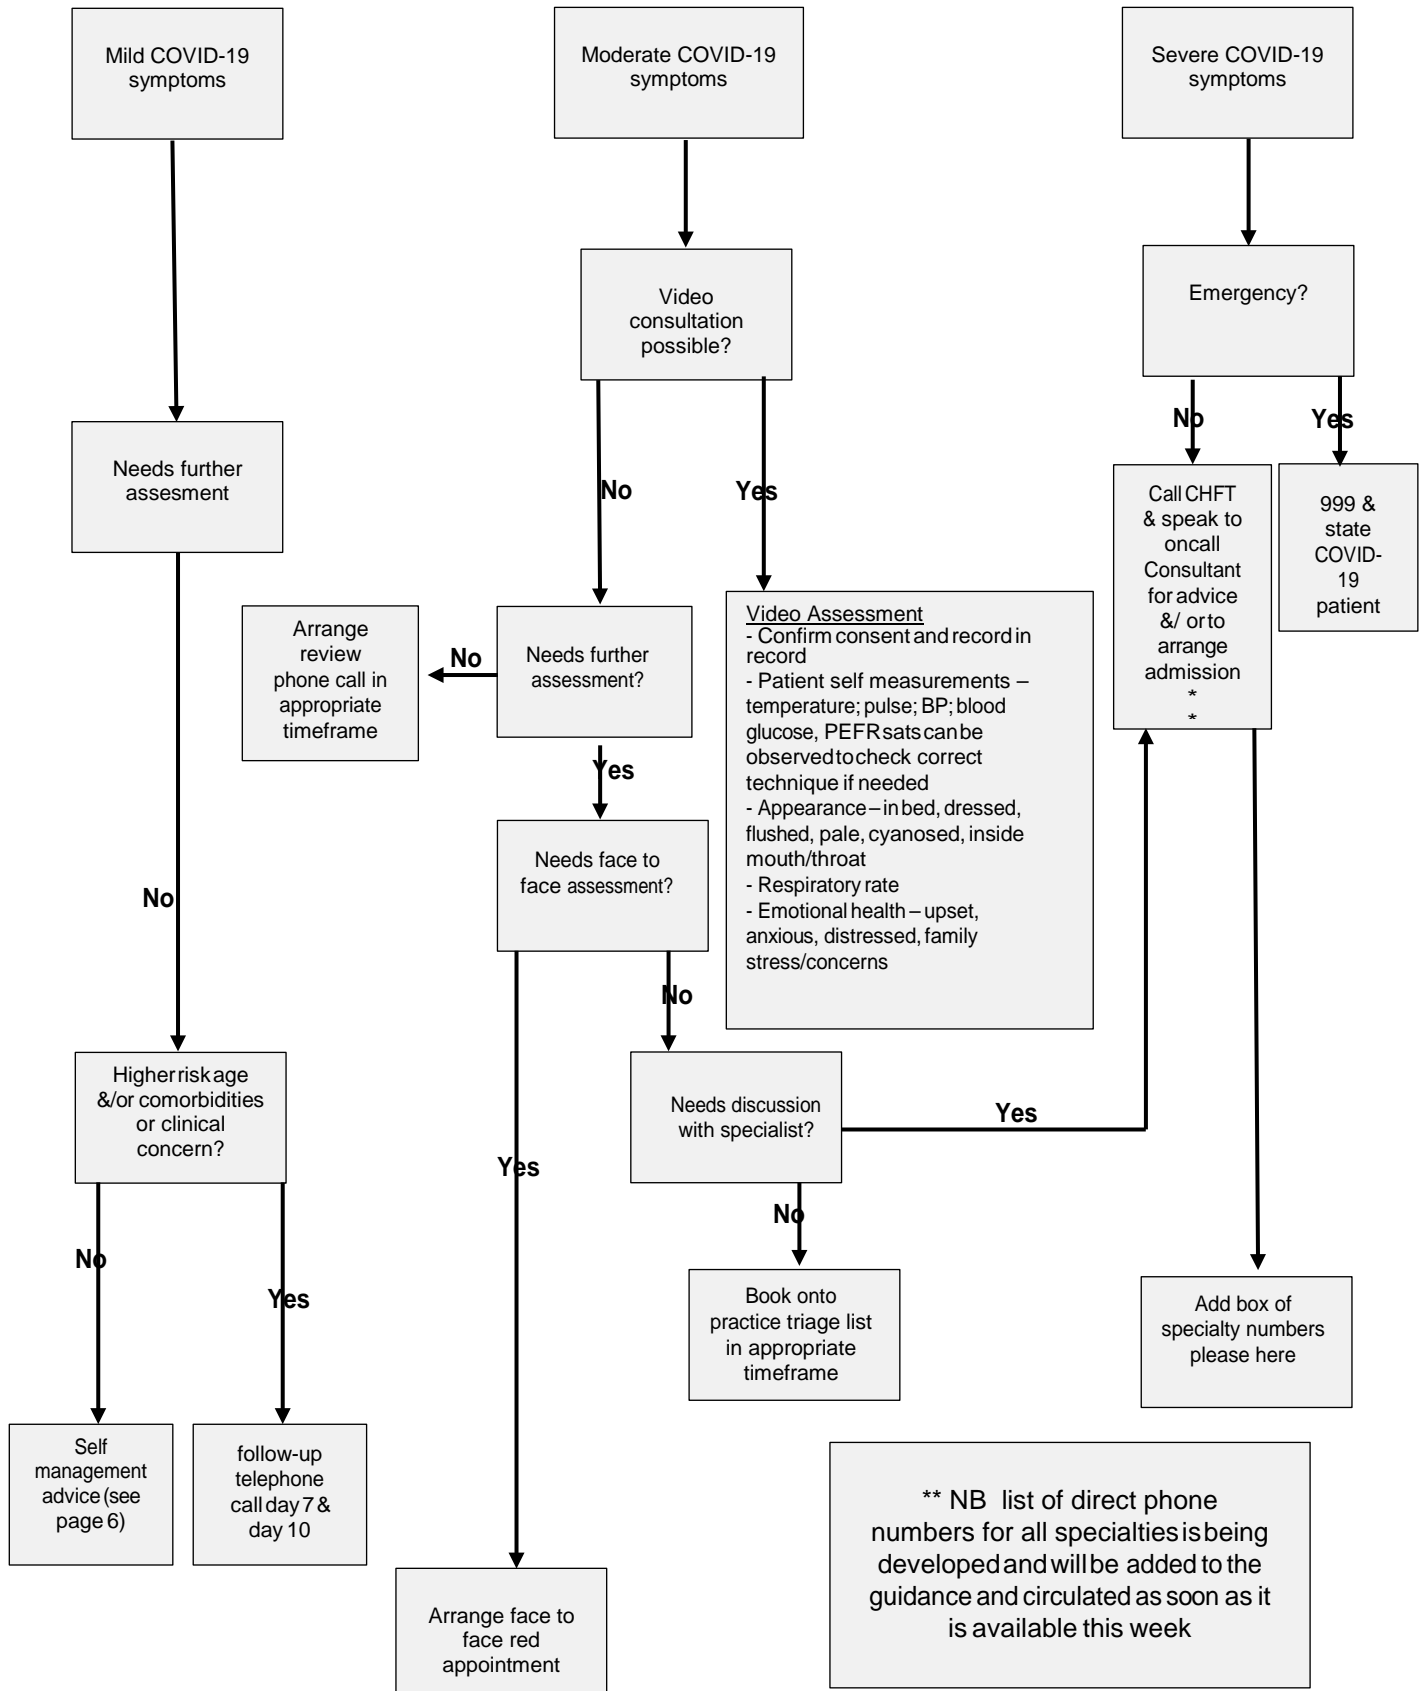 Mild COVID-19
symptoms
Moderate COVID-19
symptoms
Severe COVID-19
symptoms
Video
consultation
possible?
Emergency?
No
Yes
Needs further
assesment
No
Yes
Call CHFT
& speak to
oncall
Consultant
for advice
&/ or to
arrange
admission
*
*
999 &
state
COVID-
19
patient
Arrange
review
phone call in
appropriate
timeframe
No
Needs further
assessment?
Yes
Video Assessment
- Confirm consent and record in
record
- Patient self measurements –
temperature; pulse; BP; blood
glucose, PEFR sats can be
observed to check correct
technique if needed
- Appearance – in bed, dressed,
flushed, pale, cyanosed, inside
mouth/throat
- Respiratory rate
- Emotional health – upset,
anxious, distressed, family
stress/concerns
Needs face to
face assessment?
No
No
Higher risk age
&/or comorbidities
or clinical
concern?
Needs discussion
with specialist?
Yes
Yes
No
No
Yes
Book onto
practice triage list
in appropriate
timeframe
Add box of
specialty numbers
please here
Self
management
advice (see
page 6)
follow-up
telephone
call day 7 &
day 10
Arrange face to
face red
appointment
** NB list of direct phone
numbers for all specialties is being
developed and will be added to the
guidance and circulated as soon as it
is available this week